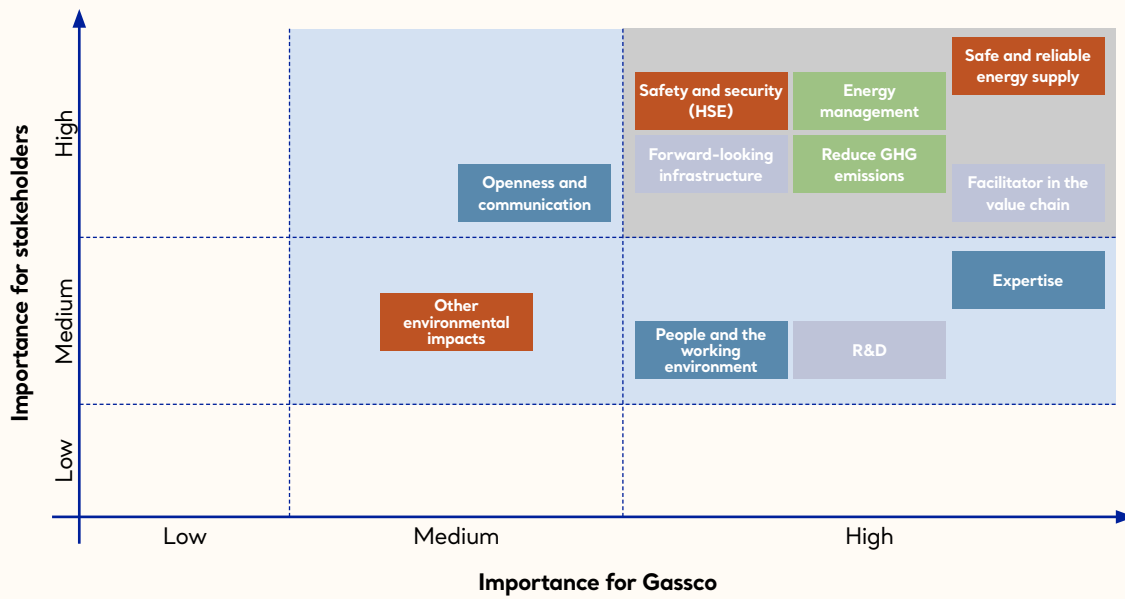 Importance for stakeholders
High
Medium
Low
Safe and reliable
energy supply
Safety and security
(HSE)
Energy
management
Forward-looking
infrastructure
Reduce GHG
emissions
Openness and
communication
Facilitator in the
value chain
Expertise
Other
environmental
impacts
People and the
working
environment
R&D
Low
Medium
High
Importance for Gassco